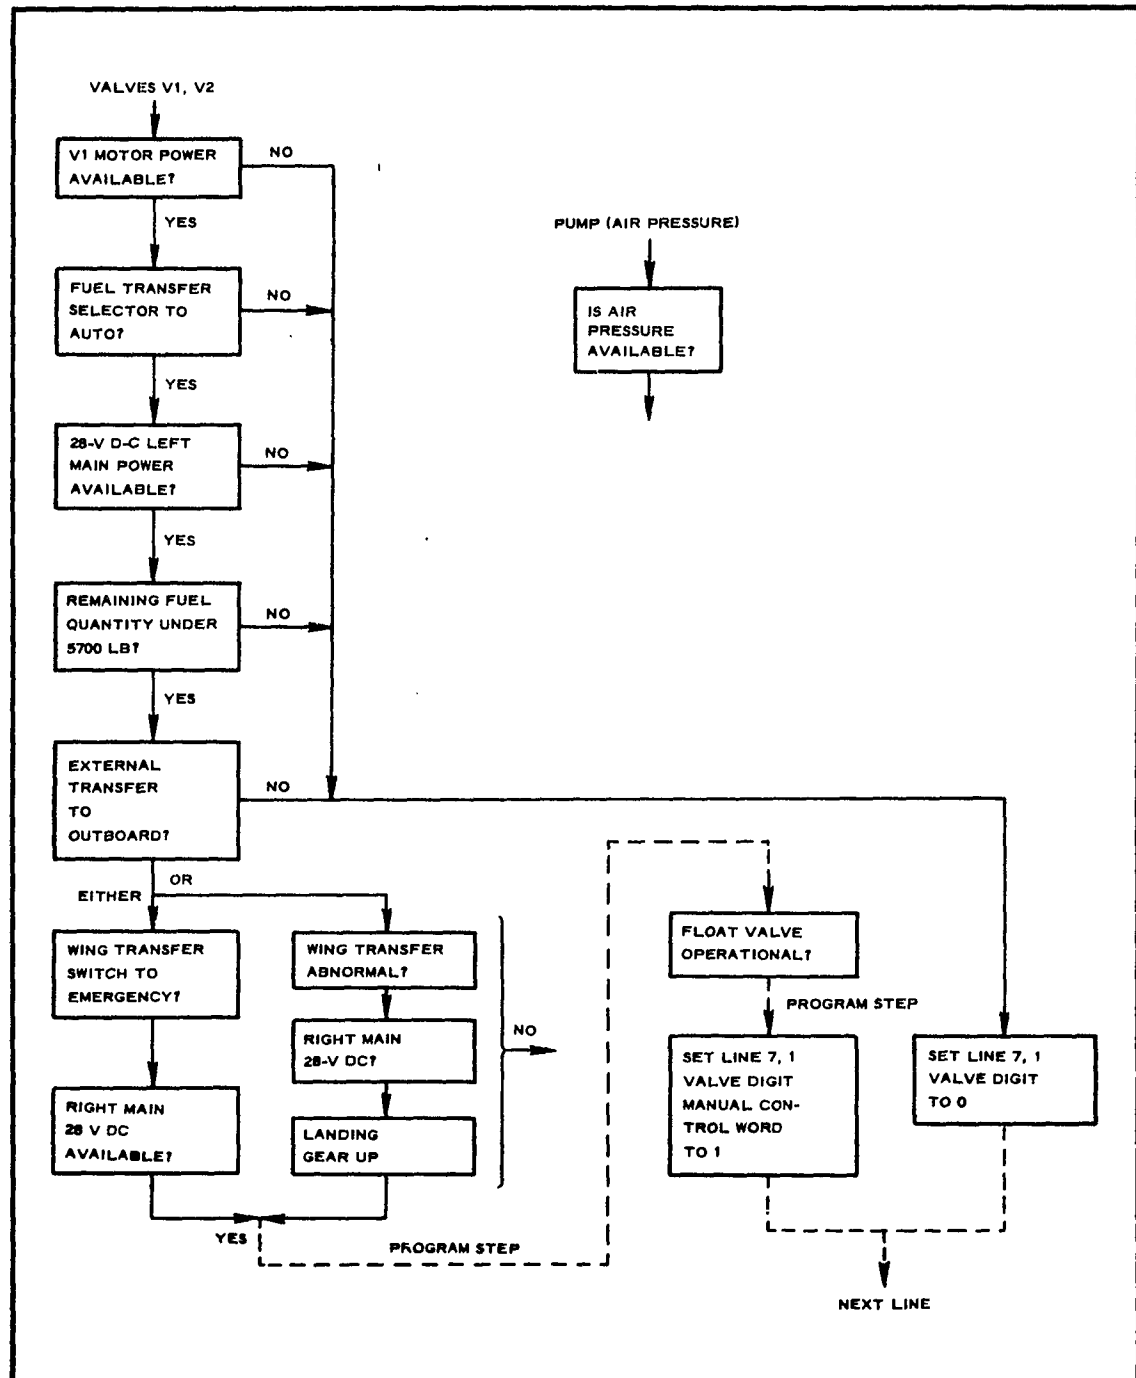 VALVES V1, V2
V1 MOTOR POWER
AVAILABLE?
NO
YES
FUEL TRANSFER
SELECTOR TO
AUTO?
NO
YES
28-V D-C LEFT
MAIN POWER
AVAILABLE?
NO
YES
REMAINING FUEL
QUANTITY UNDER
5700 LB?
NO
YES
EXTERNAL
TRANSFER
TO
OUTBOARD?
NO
EITHER
OR
WING TRANSFER
SWITCH TO
EMERGENCY?
RIGHT MAIN
28 V DC
AVAILABLE?
WING TRANSFER
ABNORMAL?
RIGHT MAIN
28-V DC?
LANDING
GEAR UP
NO
YES
PROGRAM STEP
PUMP (AIR PRESSURE)
IS AIR
PRESSURE
AVAILABLE?
FLOAT VALVE
OPERATIONAL?
PROGRAM STEP
SET LINE 7, 1
VALVE DIGIT
MANUAL CON-
TROL WORD
TO 1
SET LINE 7, 1
VALVE DIGIT
TO 0
NEXT LINE